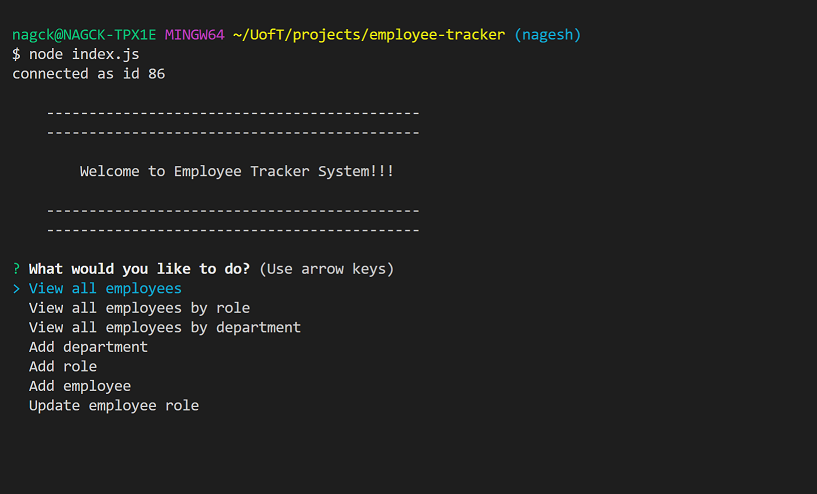 nagck@NAGCK-TPX1E MINGW64 ~/UofT/projects/employee-tracker (nagesh)
$ node index.js
connected as id 86
--------------------------------------------
--------------------------------------------
Welcome to Employee Tracker System!!!
--------------------------------------------
--------------------------------------------
? What would you like to do? (Use arrow keys)
> View all employees
View all employees by role
View all employees by department
Add department
Add role
Add employee
Update employee role